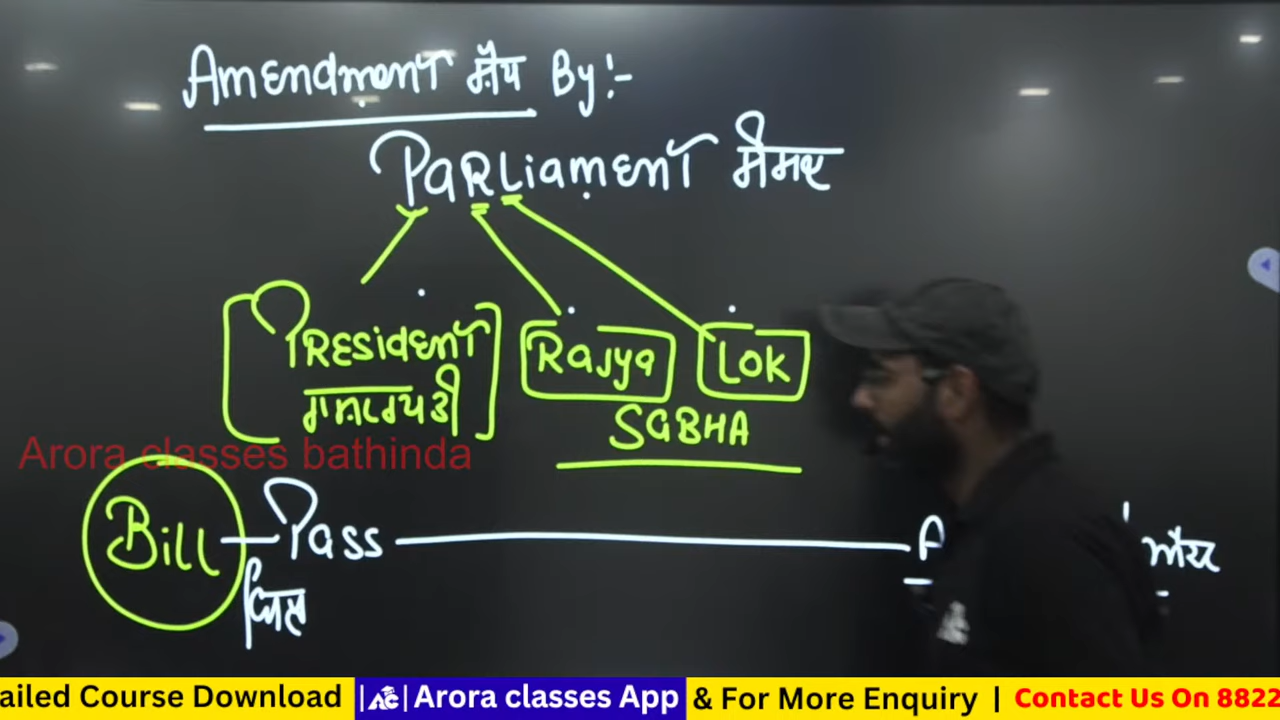 Amendment ਸੋਧ By:-
Parliament ਸੰਸਦ
President Rajya Lok
ਰਾਸ਼ਟਰਪਤੀ SABHA
Arora classes bathinda
Bill Pass
ਬਿਲ
ailed Course Download Arora classes App & For More Enquiry | Contact Us On 8822